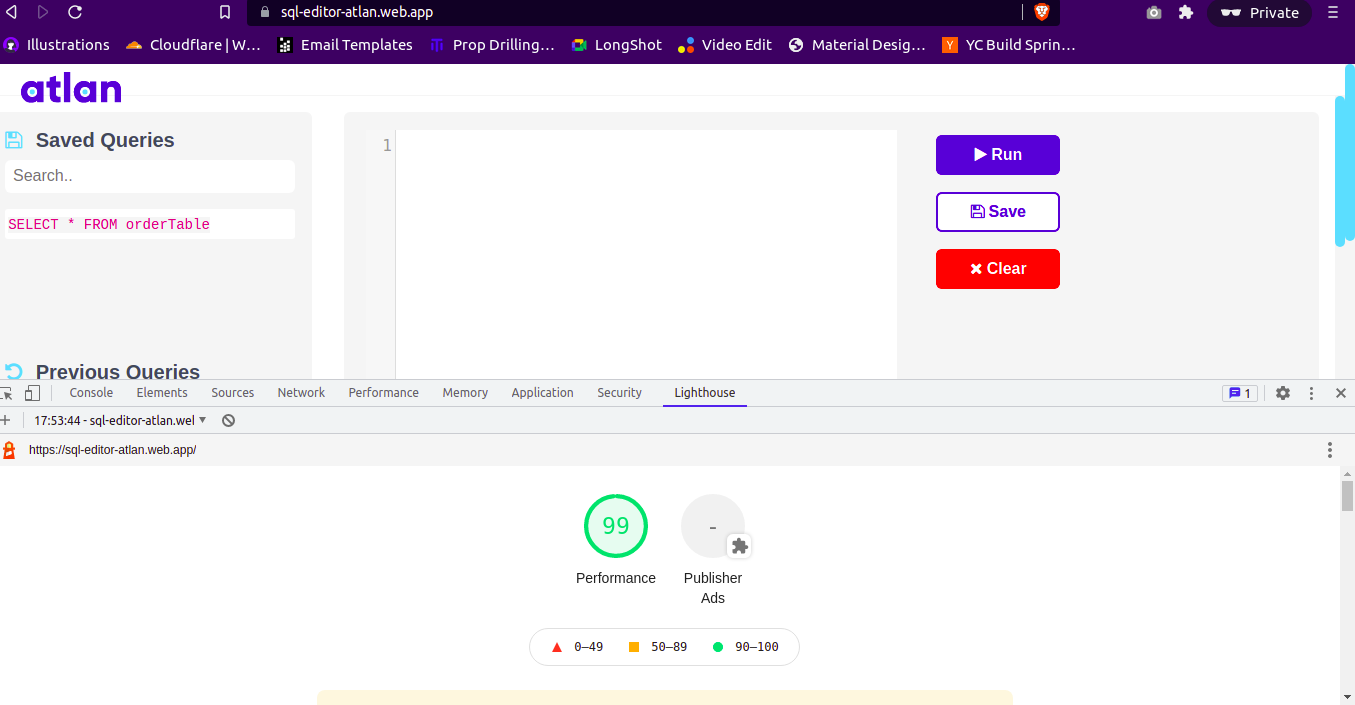 sql-editor-atlan.web.app
Private
Illustrations
Cloudflare | W…
Email Templates
Prop Drilling…
LongShot
Video Edit
Material Desig…
Y YC Build Sprin…
atlan
Saved Queries
Search..
SELECT * FROM orderTable
Previous Queries
1
Run
Save
Clear
Console Elements Sources Network Performance Memory Application Security Lighthouse 1
17:53:44 - sql-editor-atlan.wel
https://sql-editor-atlan.web.app/
99
Performance
-
Publisher
Ads
0–49 50–89 90–100